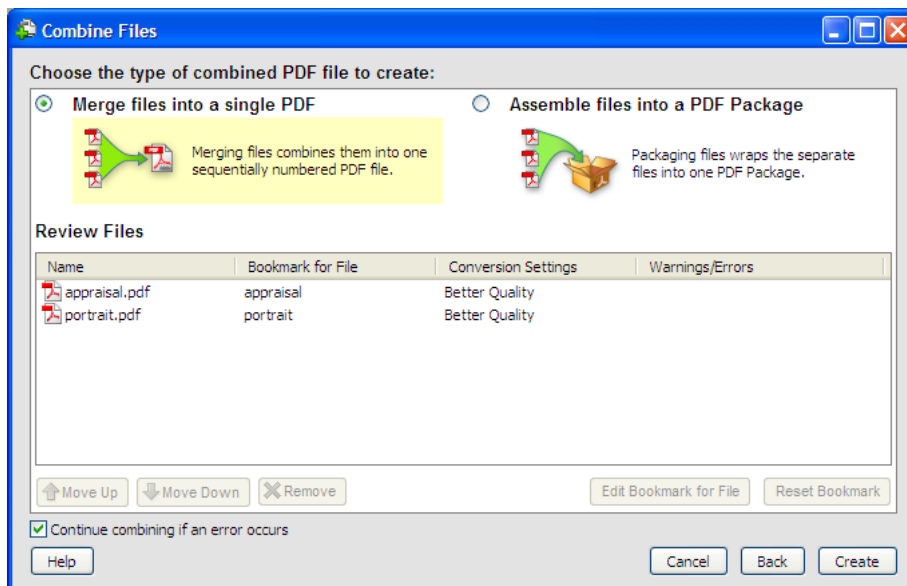 Combine Files
Choose the type of combined PDF file to create:
Merge files into a single PDF
Merging files combines them into one
sequentially numbered PDF file.
Assemble files into a PDF Package
Packaging files wraps the separate
files into one PDF Package.
Review Files
Name Bookmark for File Conversion Settings Warnings/Errors
appraisal.pdf appraisal Better Quality
portrait.pdf portrait Better Quality
Move Up Move Down Remove Edit Bookmark for File Reset Bookmark
Continue combining if an error occurs
Help Cancel Back Create